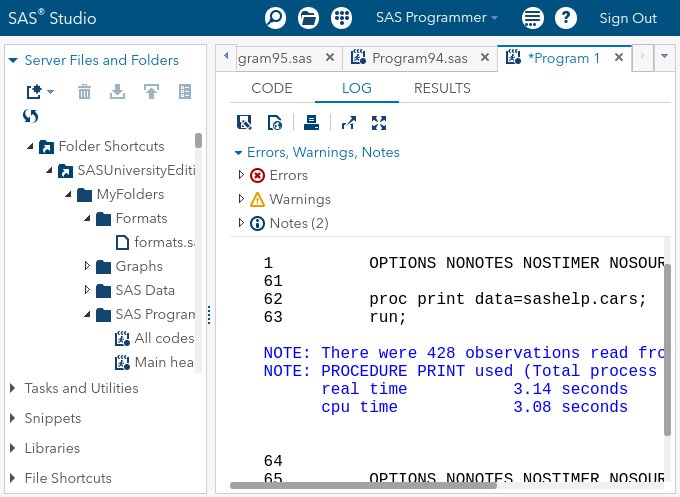 SAS® Studio
SAS Programmer
Sign Out
Server Files and Folders
Folder Shortcuts
SASUniversityEditi
MyFolders
Formats
formats.sa
Graphs
SAS Data
SAS Program
All codes
Main hea
Tasks and Utilities
Snippets
Libraries
File Shortcuts
gram95.sas
Program94.sas
*Program 1
CODE LOG RESULTS
Errors, Warnings, Notes
Errors
Warnings
Notes (2)
1 OPTIONS NONOTES NOSTIMER NOSOUR
61
62 proc print data=sashelp.cars;
63 run;
NOTE: There were 428 observations read fro
NOTE: PROCEDURE PRINT used (Total process
real time 3.14 seconds
cpu time 3.08 seconds
64
65 OPTIONS NONOTES NOSTIMER NOSOUR